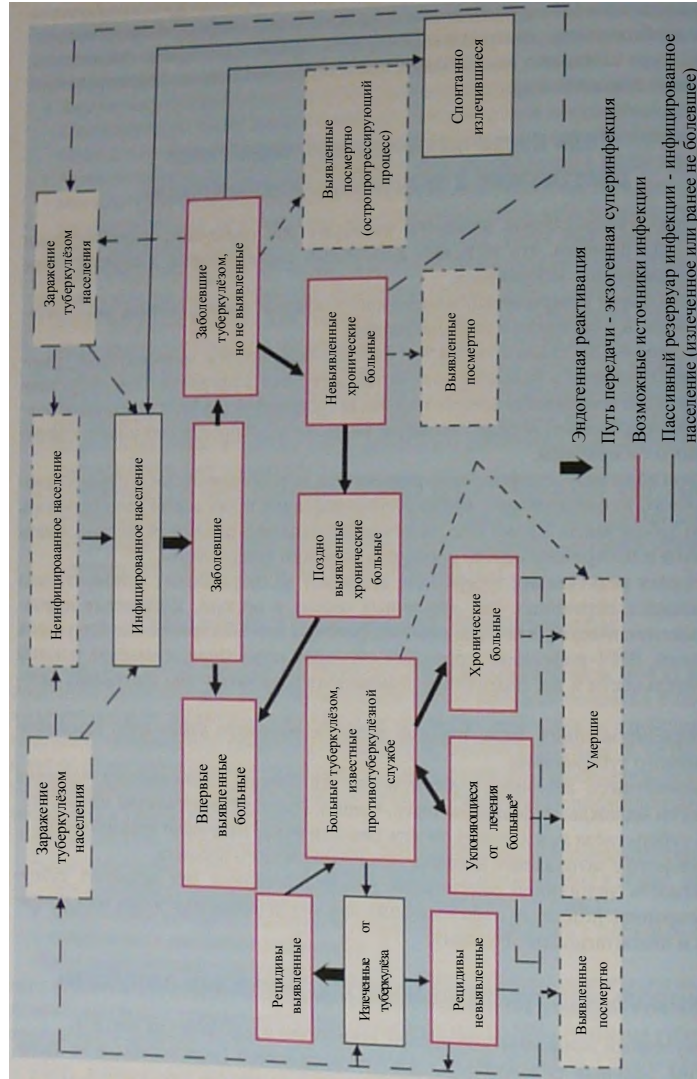 Заражение
туберкулёзом
населения
Неинфицированное население
Заражение
туберкулёзом
населения
Инфицированное население
Впервые
выявленные
больные
Заболевшие
Заболевшие
туберкулёзом,
но не выявленные
Рецидивы
выявленные
Больные туберкулёзом,
известные
противотуберкулёзной
службе
Поздно
выявленные
хронические
больные
Невыявленные
хронические
больные
Выявленные
посмертно
(остропрогрессирующий
процесс)
Излеченные от
туберкулёза
Рецидивы
невыявленные
Уклоняющиеся
от лечения
больные*
Хронические
больные
Выявленные
посмертно
Спонтанно
излечившиеся
Выявленные
посмертно
Умершие
Эндогенная реактивация
Путь передачи - экзогенная суперинфекция
Возможные источники инфекции
Пассивный резервуар инфекции - инфицированное
население (излеченное или ранее не болевшее)